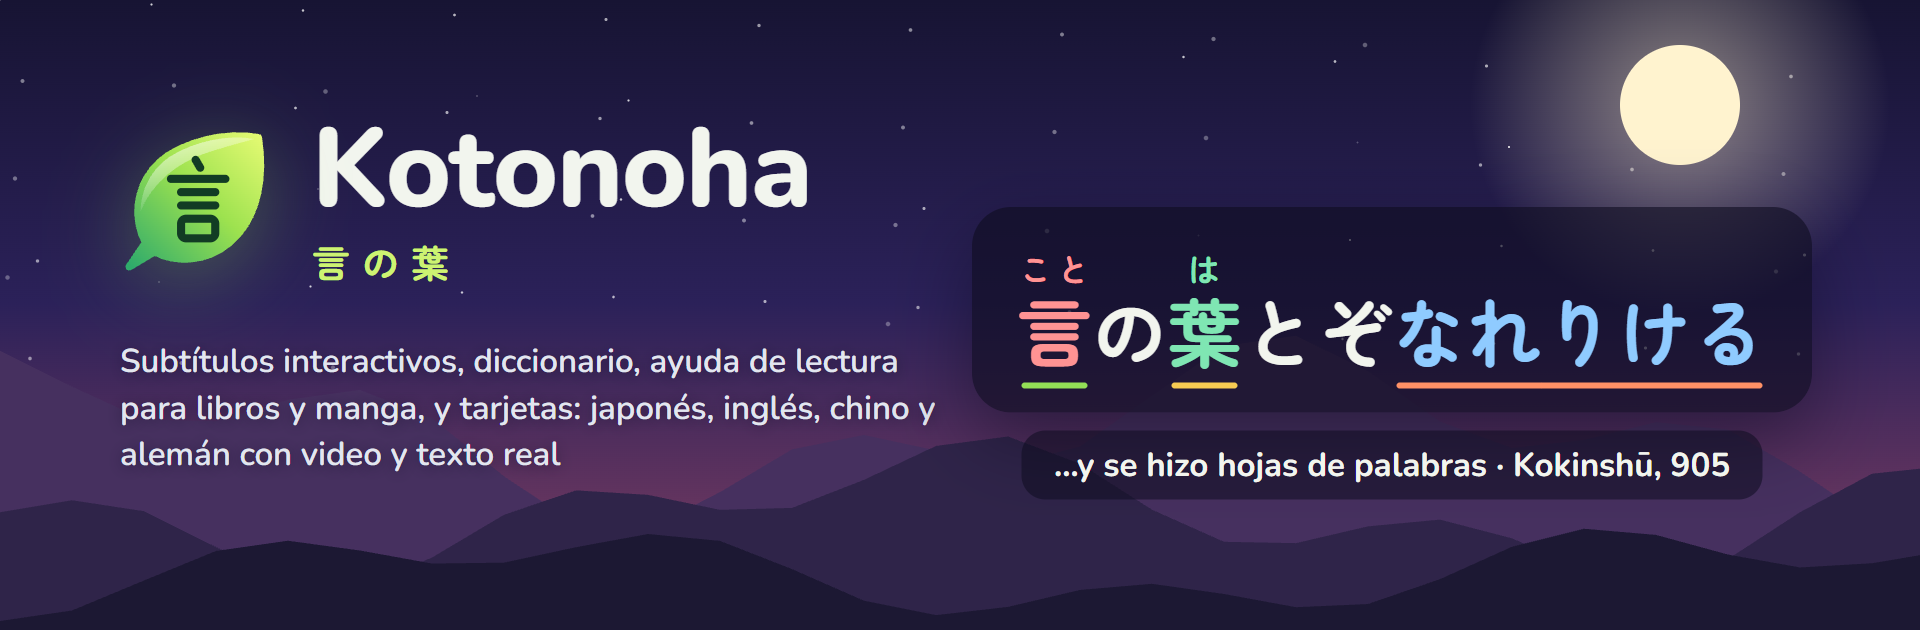 言
Kotonoha
言の葉
Subtítulos interactivos, diccionario, ayuda de lectura
para libros y manga, y tarjetas: japonés, inglés, chino y
alemán con video y texto real
こと は
言の葉とぞなれりける
...y se hizo hojas de palabras · Kokinshū, 905